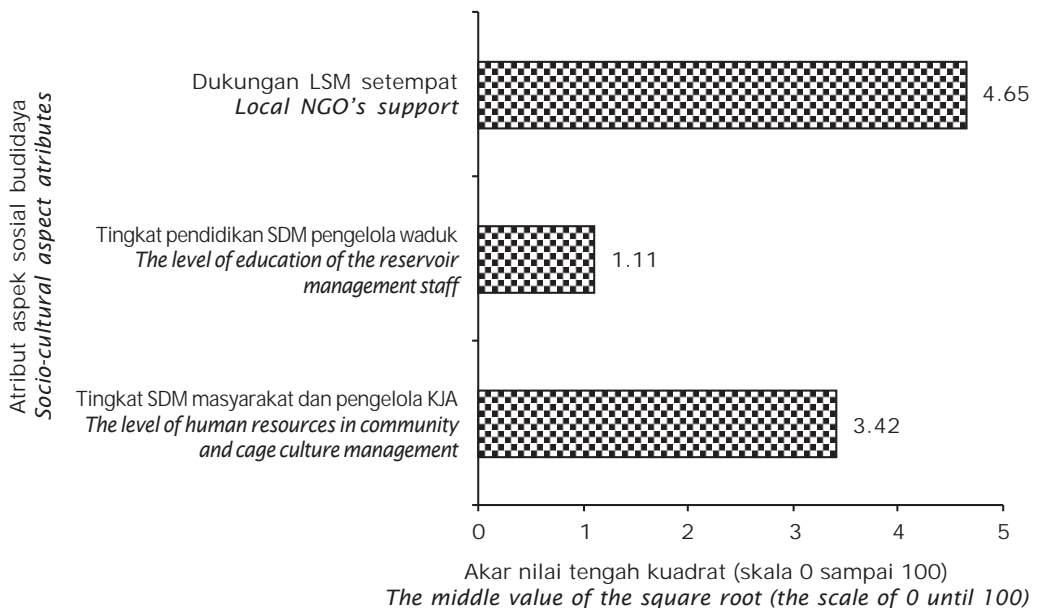 Atribut aspek sosial budidaya
Socio-cultural aspect atributes
Dukungan LSM setempat
Local NGO's support
4.65
Tingkat pendidikan SDM pengelola waduk
The level of education of the reservoir
management staff
1.11
Tingkat SDM masyarakat dan pengelola KJA
The level of human resources in community
and cage culture management
3.42
0 1 2 3 4 5
Akar nilai tengah kuadrat (skala 0 sampai 100)
The middle value of the square root (the scale of 0 until 100)